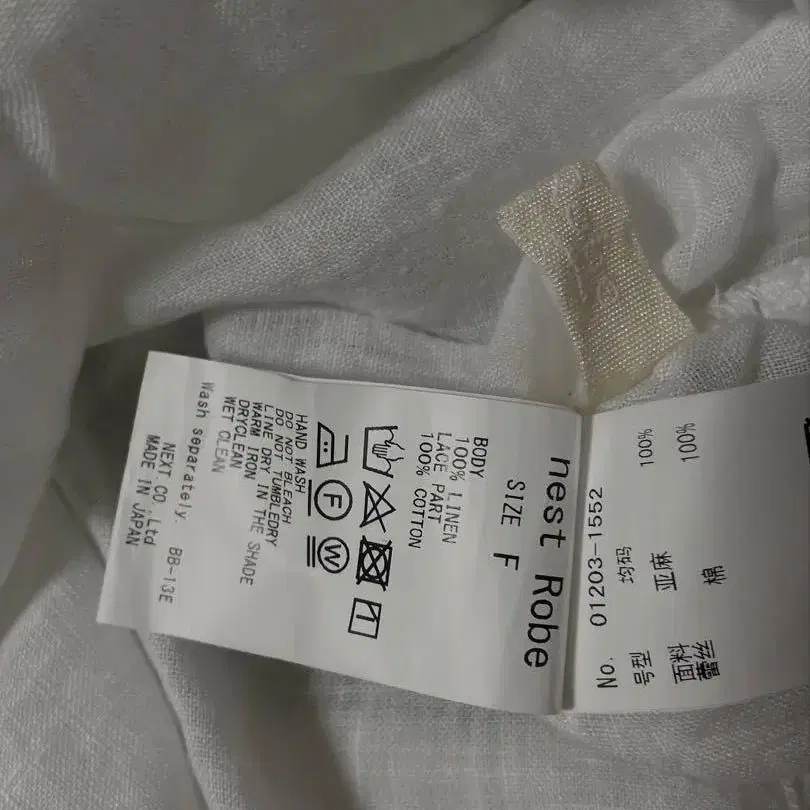 nest Robe
SIZE F
BODY
100% LINEN
LACE PART
100% COTTON
F
W
HAND WASH
DO NOT BLEACH
DO NOT TUMBLEDRY
LINE DRY IN THE SHADE
WARM IRON
DRYCLEAN
WET CLEAN
Wash separately. BB-13E
NEXT.CO.,Ltd
MADE IN JAPAN
No. 01203-1552
号型 均码
面料 亚麻 100%
蕾丝 棉 100%